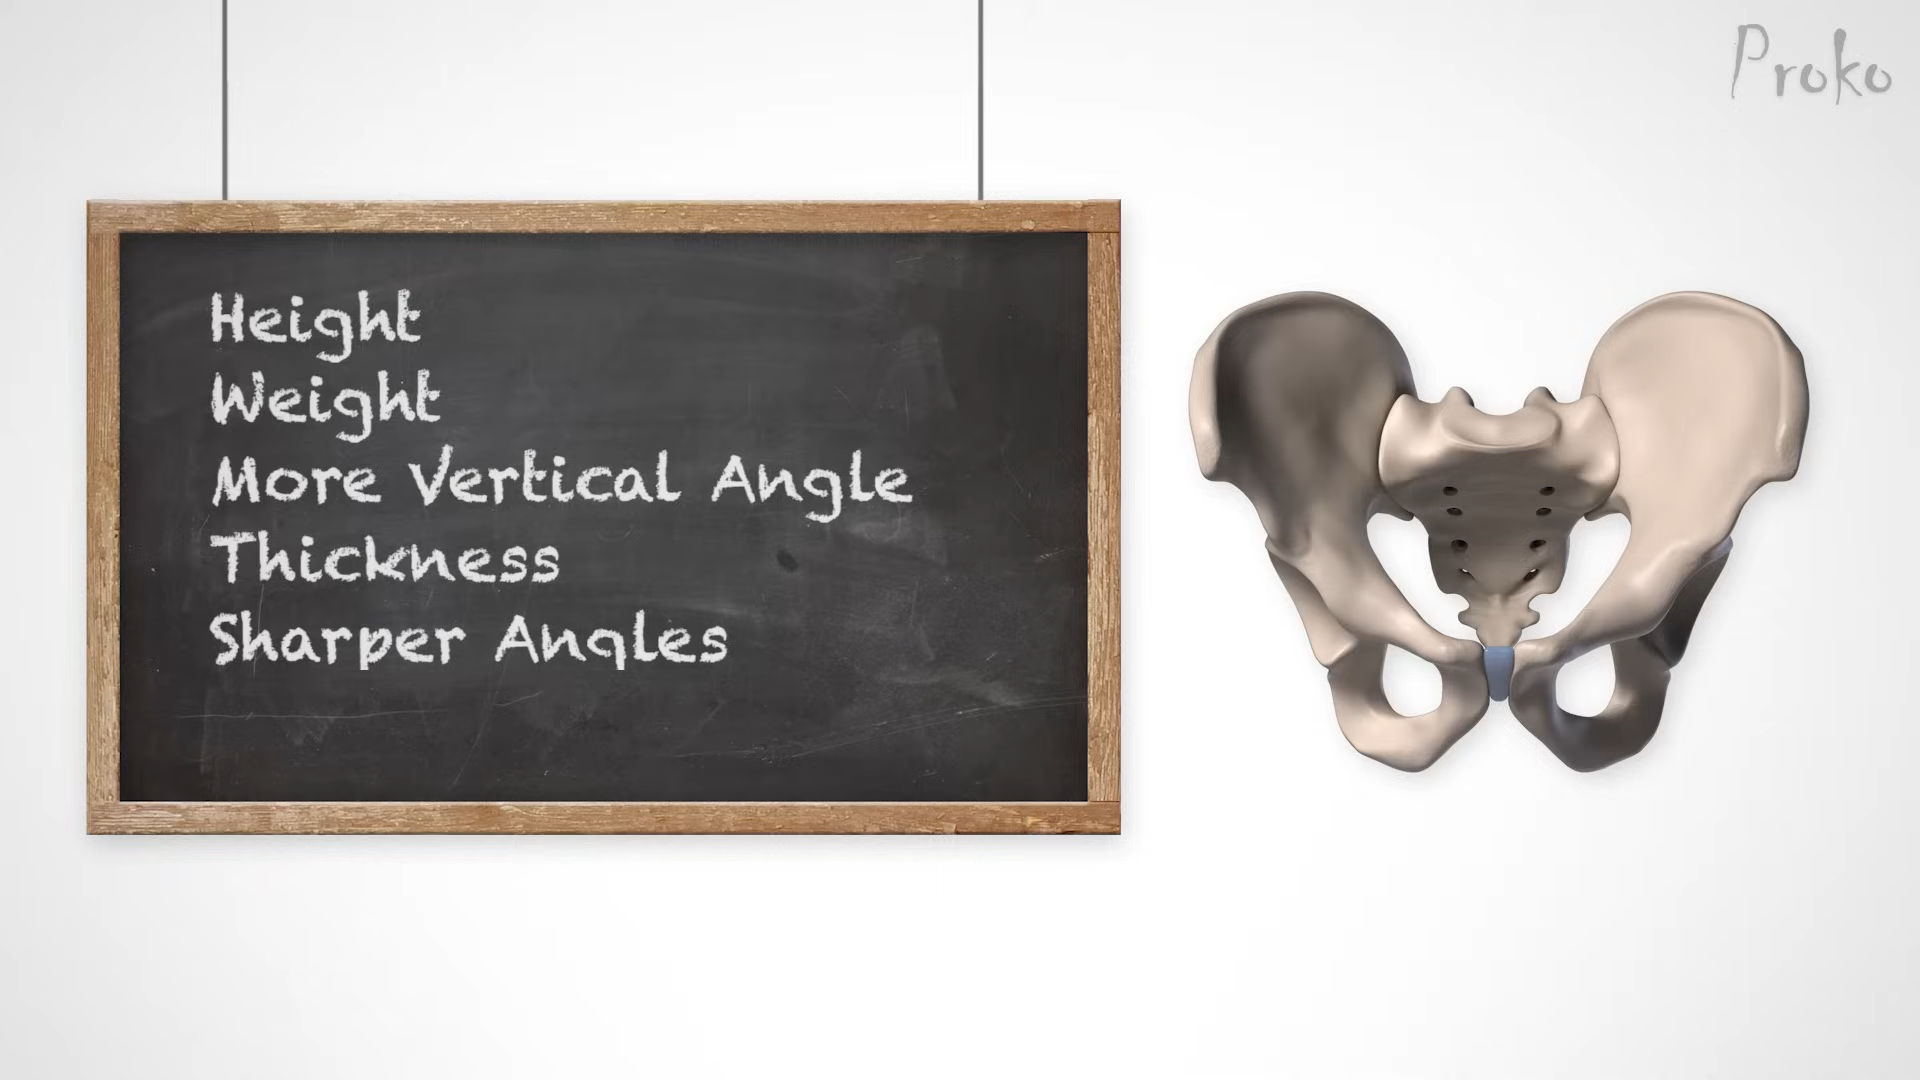 Proko
Height
Weight
More Vertical Angle
Thickness
Sharper Angles